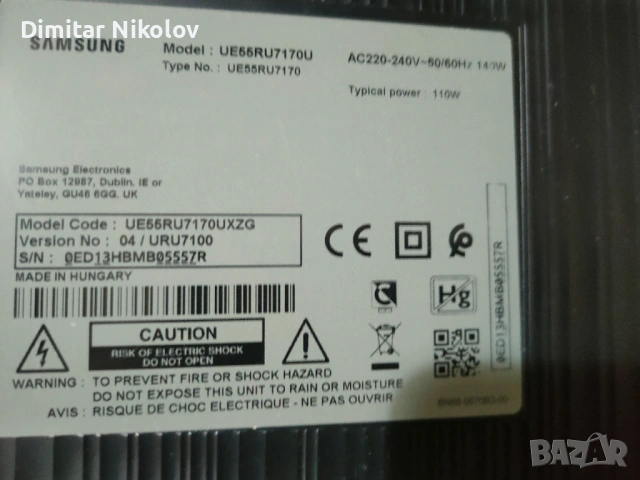 Dimitar Nikolov
SAMSUNG
Model : UE55RU7170U
Type No. : UE55RU7170
AC220-240V~50/60Hz 140W
Typical power : 110W
Samsung Electronics
PO Box 12987, Dublin. IE or
Yateley, GU46 6GG. UK
Model Code : UE55RU7170UXZG
Version No : 04 / URU7100
S/N : 0ED13HBMB05557R
MADE IN HUNGARY
CE
Hg
0ED13HBMB05557R
CAUTION
RISK OF ELECTRIC SHOCK
DO NOT OPEN
WARNING : TO PREVENT FIRE OR SHOCK HAZARD
DO NOT EXPOSE THIS UNIT TO RAIN OR MOISTURE
AVIS : RISQUE DE CHOC ELECTRIQUE - NE PAS OUVRIR
BAZAR